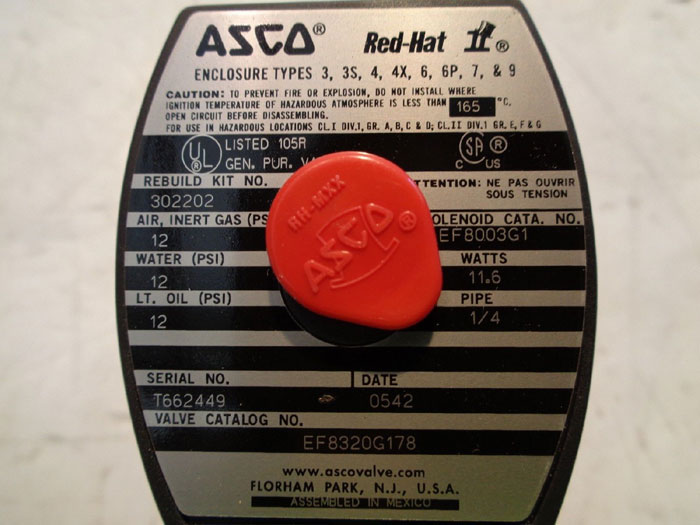 ASCO® Red-Hat II®
ENCLOSURE TYPES 3, 3S, 4, 4X, 6, 6P, 7, & 9
CAUTION: TO PREVENT FIRE OR EXPLOSION, DO NOT INSTALL WHERE
IGNITION TEMPERATURE OF HAZARDOUS ATMOSPHERE IS LESS THAN 165 °C.
OPEN CIRCUIT BEFORE DISASSEMBLING.
FOR USE IN HAZARDOUS LOCATIONS CL.I DIV.1, GR. A, B, C & D; CL.II DIV.1 GR. E, F & G
UL ® LISTED 105R
GEN. PUR. VA
SA ®
C US
REBUILD KIT NO.
302202
TTENTION: NE PAS OUVRIR
SOUS TENSION
AIR, INERT GAS (PS
12
OLENOID CATA. NO.
EF8003G1
WATER (PSI)
12
WATTS
11.6
LT. OIL (PSI)
12
PIPE
1/4
RH-MXX
ASCO®
SERIAL NO.
T662449
DATE
0542
VALVE CATALOG NO.
EF8320G178
www.ascovalve.com
FLORHAM PARK, N.J., U.S.A.
ASSEMBLED IN MEXICO